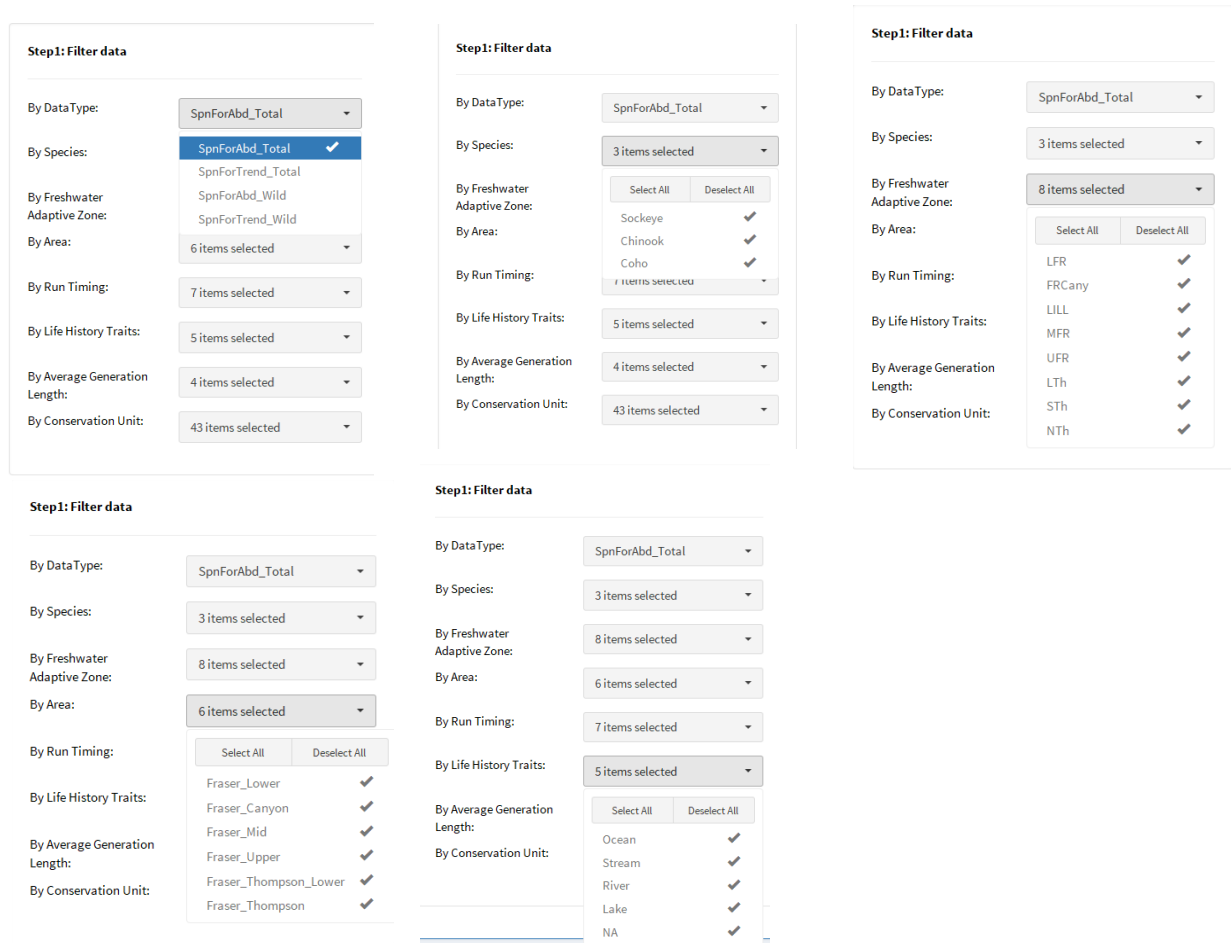 Step1: Filter data
By DataType:
SpnForAbd_Total
SpnForAbd_Total
SpnForTrend_Total
SpnForAbd_Wild
SpnForTrend_Wild
By Species:
By Freshwater
Adaptive Zone:
By Area:
6 items selected
By Run Timing:
7 items selected
By Life History Traits:
5 items selected
By Average Generation
Length:
4 items selected
By Conservation Unit:
43 items selected
Step1: Filter data
By DataType:
SpnForAbd_Total
By Species:
3 items selected
Select All
Deselect All
Sockeye
Chinook
Coho
By Freshwater
Adaptive Zone:
By Area:
By Run Timing:
7 items selected
By Life History Traits:
5 items selected
By Average Generation
Length:
4 items selected
By Conservation Unit:
43 items selected
Step1: Filter data
By DataType:
SpnForAbd_Total
By Species:
3 items selected
By Freshwater
Adaptive Zone:
8 items selected
Select All
Deselect All
LFR
FRCany
LILL
MFR
UFR
LTh
STh
NTh
By Area:
By Run Timing:
By Life History Traits:
By Average Generation
Length:
By Conservation Unit:
Step1: Filter data
By DataType:
SpnForAbd_Total
By Species:
3 items selected
By Freshwater
Adaptive Zone:
8 items selected
By Area:
6 items selected
Select All
Deselect All
Fraser_Lower
Fraser_Canyon
Fraser_Mid
Fraser_Upper
Fraser_Thompson_Lower
Fraser_Thompson
By Run Timing:
By Life History Traits:
By Average Generation
Length:
By Conservation Unit:
Step1: Filter data
By DataType:
SpnForAbd_Total
By Species:
3 items selected
By Freshwater
Adaptive Zone:
8 items selected
By Area:
6 items selected
By Run Timing:
7 items selected
By Life History Traits:
5 items selected
Select All
Deselect All
Ocean
Stream
River
Lake
NA
By Average Generation
Length:
By Conservation Unit: